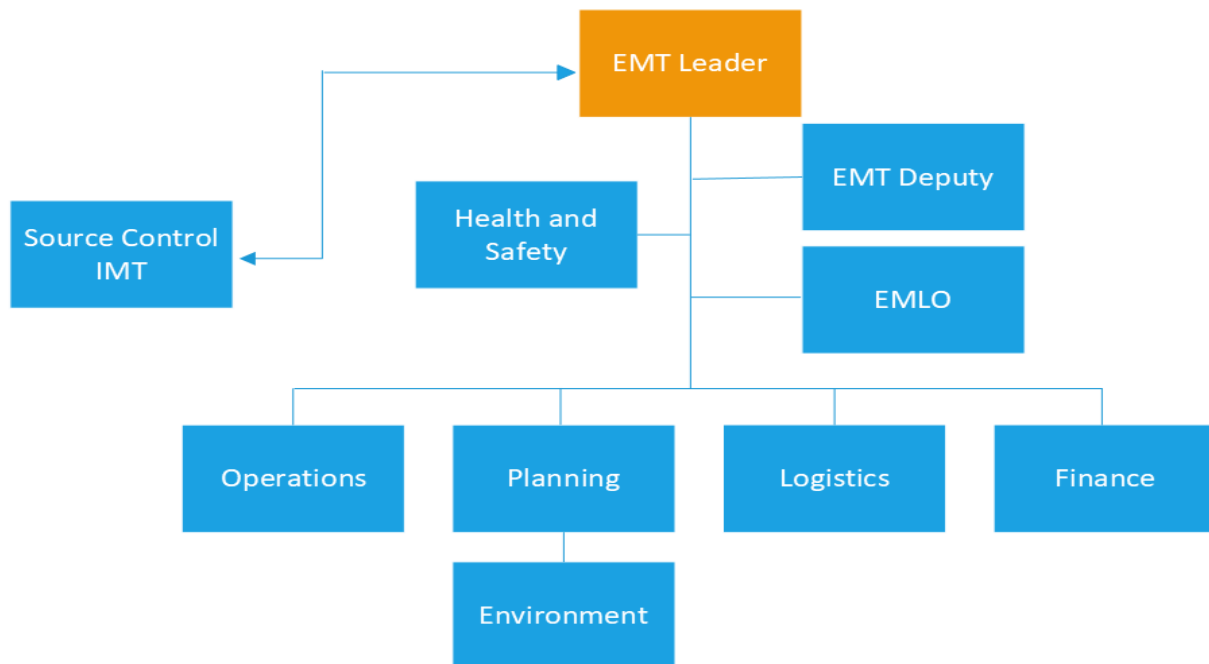 EMT Leader
EMT Deputy
Health and
Safety
Source Control
IMT
EMLO
Operations
Planning
Logistics
Finance
Environment